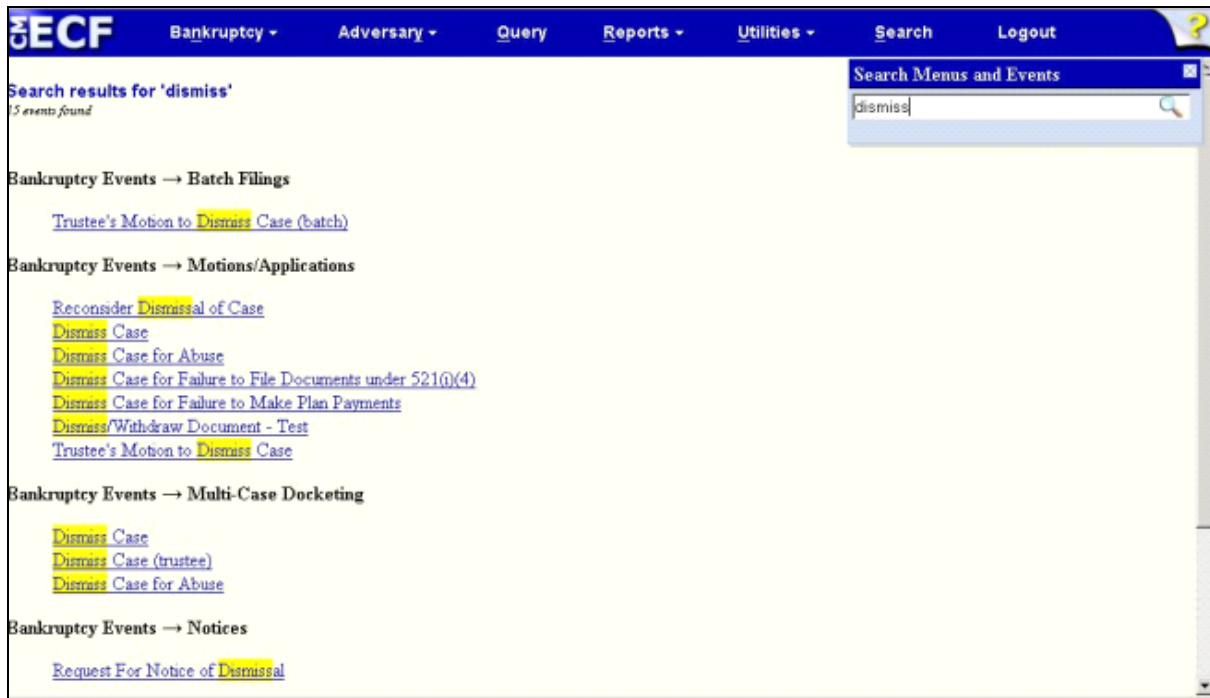 CM ECF Bankruptcy Adversary Query Reports Utilities Search Logout ?
Search Menus and Events
dismiss
Search results for 'dismiss'
15 events found
Bankruptcy Events → Batch Filings
Trustee's Motion to Dismiss Case (batch)
Bankruptcy Events → Motions/Applications
Reconsider Dismissal of Case
Dismiss Case
Dismiss Case for Abuse
Dismiss Case for Failure to File Documents under 521(i)(4)
Dismiss Case for Failure to Make Plan Payments
Dismiss/Withdraw Document - Test
Trustee's Motion to Dismiss Case
Bankruptcy Events → Multi-Case Docketing
Dismiss Case
Dismiss Case (trustee)
Dismiss Case for Abuse
Bankruptcy Events → Notices
Request For Notice of Dismissal